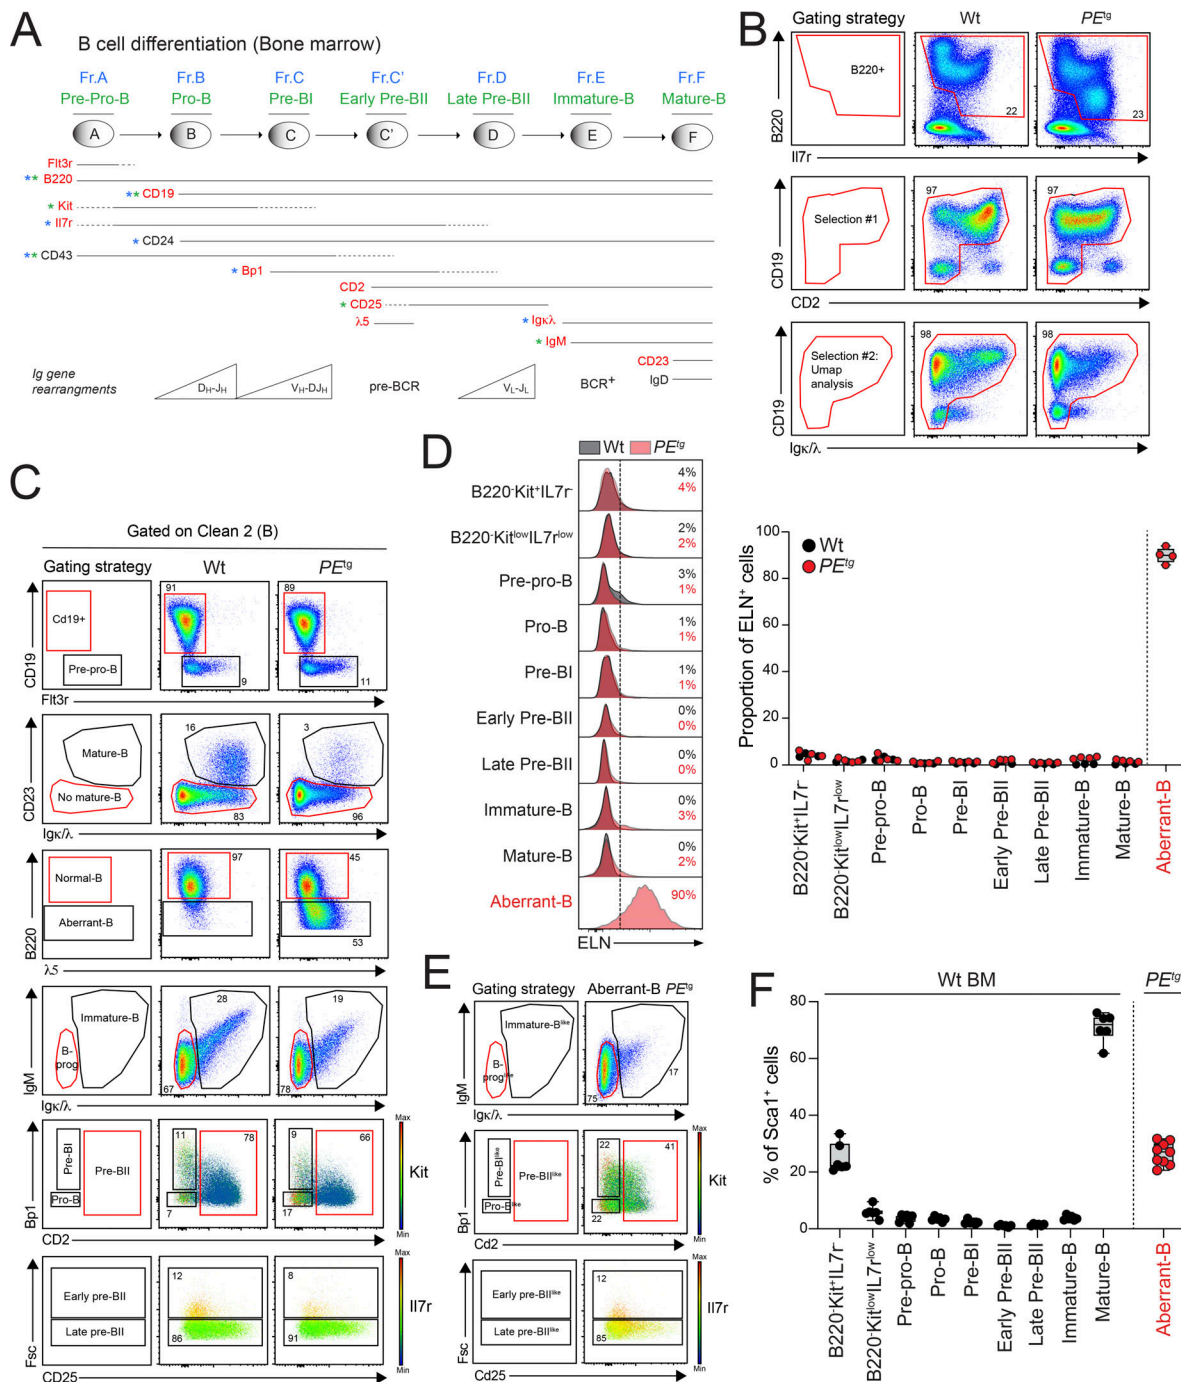 A
B cell differentiation (Bone marrow)
Fr.A Fr.B Fr.C Fr.C' Fr.D Fr.E Fr.F
Pre-Pro-B Pro-B Pre-BI Early Pre-BII Late Pre-BII Immature-B Mature-B
A B C C' D E F
Flt3r
** B220
** CD19
* Kit
* Il7r
* CD24
** CD43
* Bp1
CD2
* CD25
λ5 * Igκλ
* IgM
CD23
IgD
Ig gene rearrangements
DH-JH VH-DJH pre-BCR VL-JL BCR+
B
Gating strategy Wt PEtg
B220+
22 23
B220
Il7r
97 97
Selection #1
CD19
CD2
98 98
Selection #2: Umap analysis
CD19
Igκ/λ
C
Gated on Clean 2 (B)
Gating strategy Wt PEtg
91 89
Cd19+
Pre-pro-B
9 11
CD19
Flt3r
16 3
Mature-B
No mature-B
83 96
CD23
Igκ/λ
97 45
Normal-B
Aberrant-B
53
B220
λ5
28 19
Immature-B
B-prog
67 78
IgM
Igκ/λ
11 78 9 66
Pre-BI
Pre-BII
Pro-B
7 17
Bp1
CD2
Max
Kit
Min
12 8
Early pre-BII
Late pre-BII
86 91
Fsc
CD25
Max
Il7r
Min
D
Wt PEtg
B220-Kit+IL7r- 4% 4%
B220-KitlowIL7rlow 2% 2%
Pre-pro-B 3% 1%
Pro-B 1% 1%
Pre-BI 1% 1%
Early Pre-BII 0% 0%
Late Pre-BII 0% 0%
Immature-B 0% 3%
Mature-B 0% 2%
Aberrant-B 90%
ELN
Proportion of ELN+ cells
100
80
60
40
20
0
Wt
PEtg
B220-Kit+IL7r-
B220-KitlowIL7rlow
Pre-pro-B
Pro-B
Pre-BI
Early Pre-BII
Late Pre-BII
Immature-B
Mature-B
Aberrant-B
E
Gating strategy Aberrant-B PEtg
Immature-Blike
B-proglike
17
75
IgM
Igκ/λ
22 41
Pre-BIlike
Pre-BIIlike
Pro-Blike
22
Bp1
Cd2
Max
Kit
Min
12
Early pre-BIIlike
Late pre-BIIlike
85
Fsc
Cd25
Max
Il7r
Min
F
Wt BM PEtg
% of Sca1+ cells
80
60
40
20
0
B220-Kit+IL7r-
B220-KitlowIL7rlow
Pre-pro-B
Pro-B
Pre-BI
Early Pre-BII
Late Pre-BII
Immature-B
Mature-B
Aberrant-B